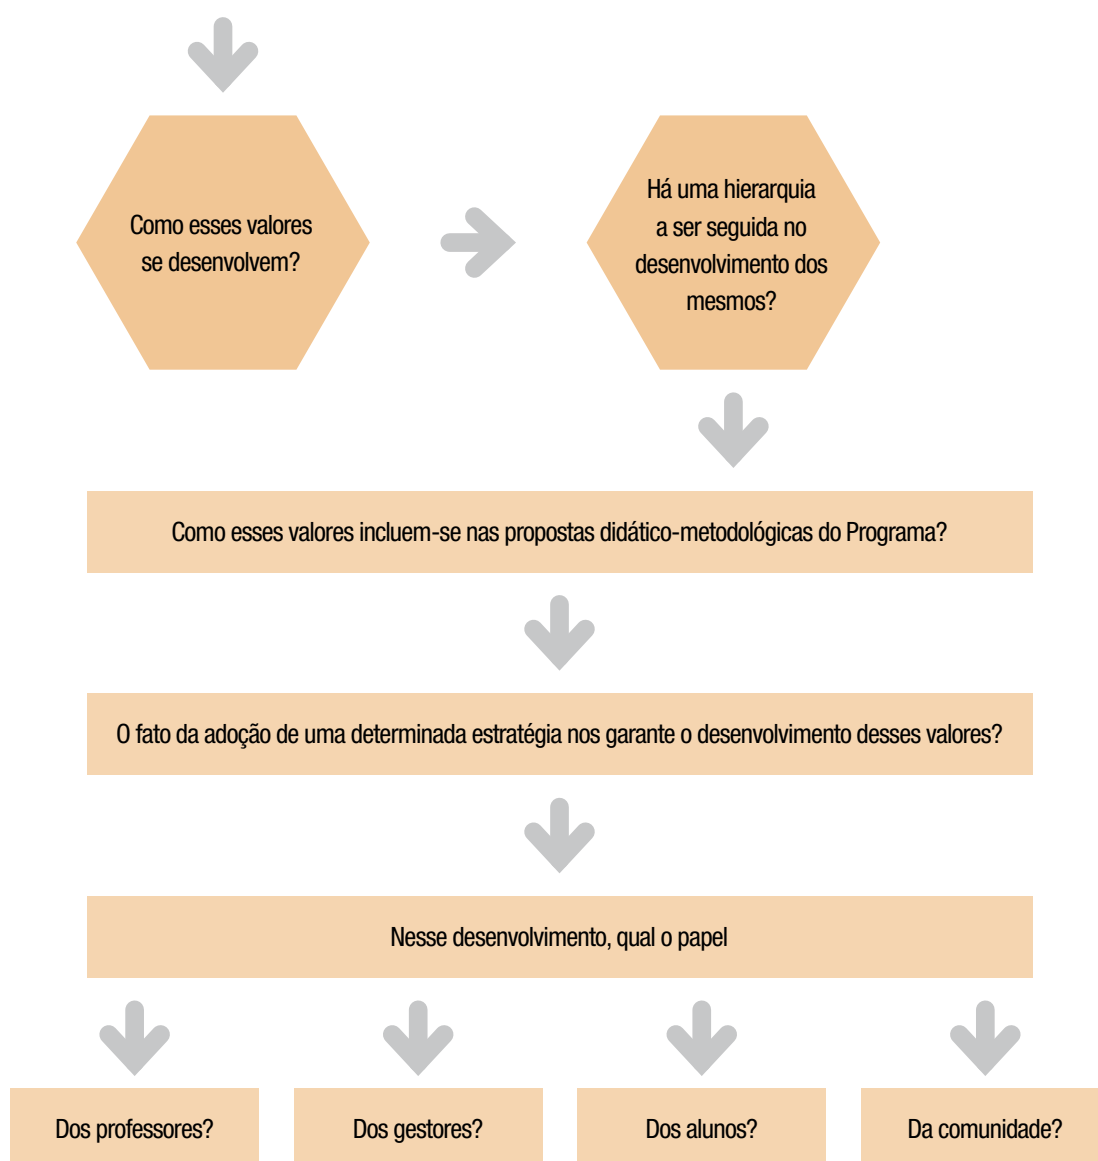 Como esses valores
se desenvolvem?
Há uma hierarquia
a ser seguida no
desenvolvimento dos
mesmos?
Como esses valores incluem-se nas propostas didático-metodológicas do Programa?
O fato da adoção de uma determinada estratégia nos garante o desenvolvimento desses valores?
Nesse desenvolvimento, qual o papel
Dos professores?
Dos gestores?
Dos alunos?
Da comunidade?